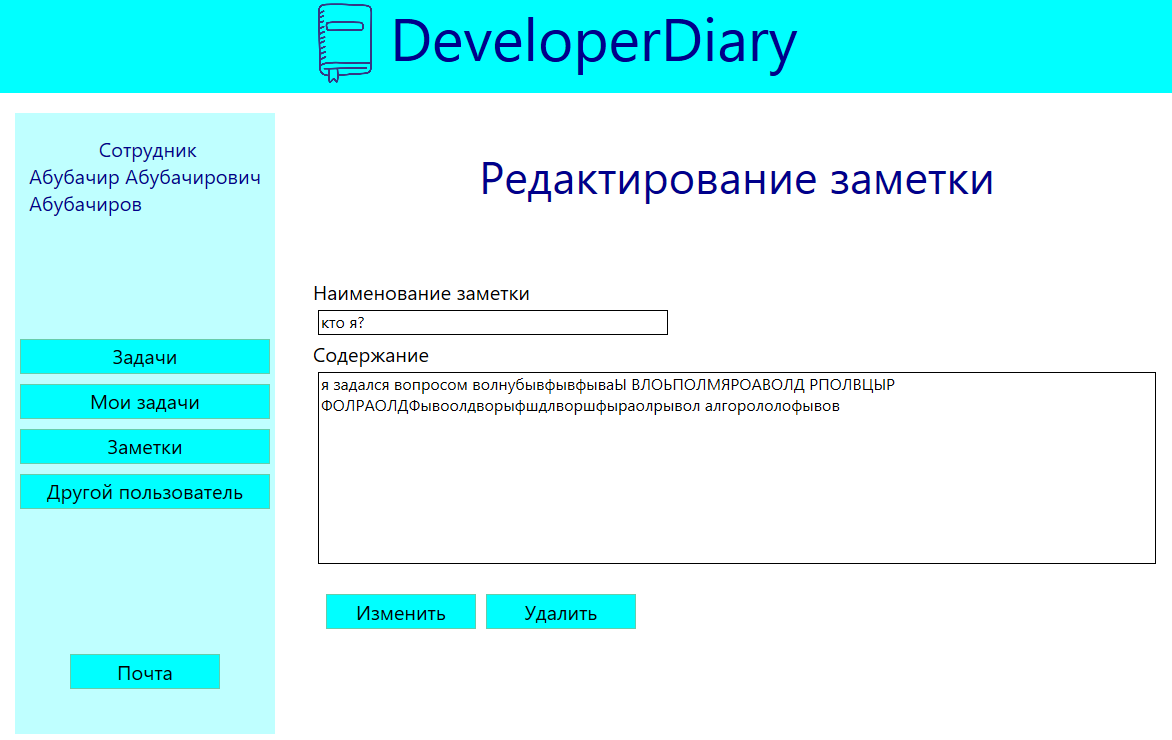 DeveloperDiary
Сотрудник
Абубачир Абубачирович
Абубачиров
Задачи
Мои задачи
Заметки
Другой пользователь
Почта
Редактирование заметки
Наименование заметки
кто я?
Содержание
я задался вопросом волнубывфывфываЫ ВЛОЬПОЛМЯРОАВОЛД РПОЛВЦЫР
ФОЛРАОЛДФывоолдворыфшдлворшфыраолрывол алгоролололофывов
Изменить
Удалить